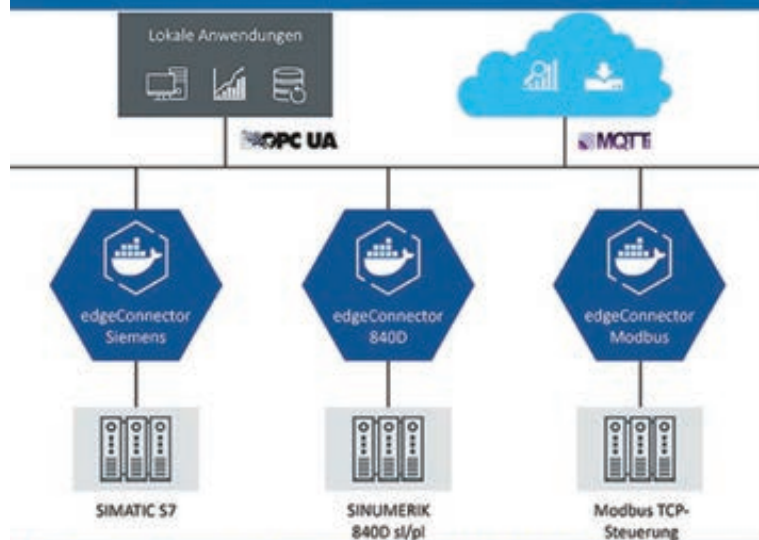 Lokale Anwendungen
OPC UA
MQTT
edgeConnector
Siemens
edgeConnector
840D
edgeConnector
Modbus
SIMATIC S7
SINUMERIK
840D sl/pl
Modbus TCP-
Steuerung